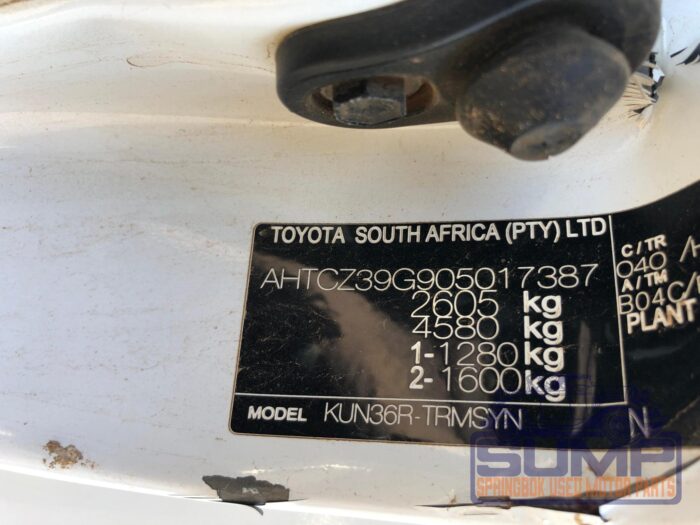 TOYOTA SOUTH AFRICA (PTY) LTD
AHTCZ39G905017387
2605 kg
4580 kg
1-1280 kg
2-1600 kg
MODEL KUN36R-TRMSYN
C/TR
040
A/TM
B04C/
PLANT
N
SUMP
SPRINGBOK USED MOTOR PARTS